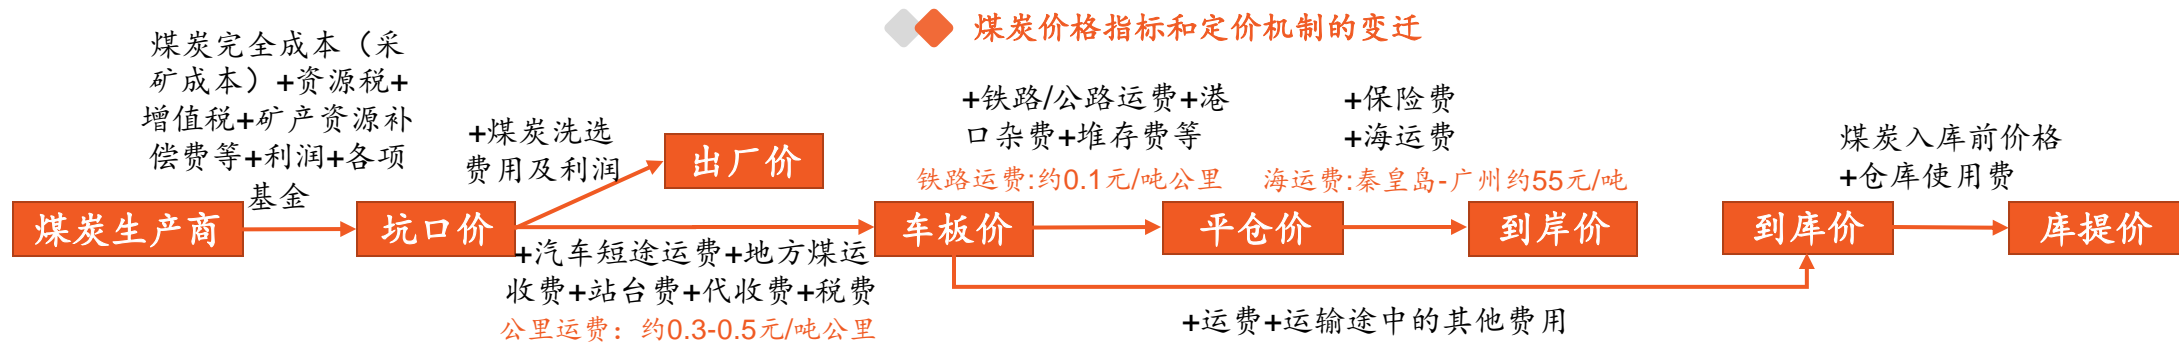 煤炭价格指标和定价机制的变迁
煤炭完全成本（采
矿成本）+资源税+
增值税+矿产资源补
偿费等+利润+各项
基金
+煤炭洗选
费用及利润
出厂价
+铁路/公路运费+港
口杂费+堆存费等
铁路运费:约0.1元/吨公里
+保险费
+海运费
海运费:秦皇岛-广州约55元/吨
煤炭入库前价格
+仓库使用费
煤炭生产商
坑口价
车板价
平仓价
到岸价
到库价
库提价
+汽车短途运费+地方煤运
收费+站台费+代收费+税费
公里运费：约0.3-0.5元/吨公里
+运费+运输途中的其他费用